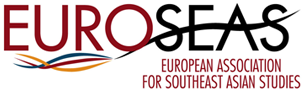 EUROSEAS
EUROPEAN ASSOCIATION
FOR SOUTHEAST ASIAN STUDIES